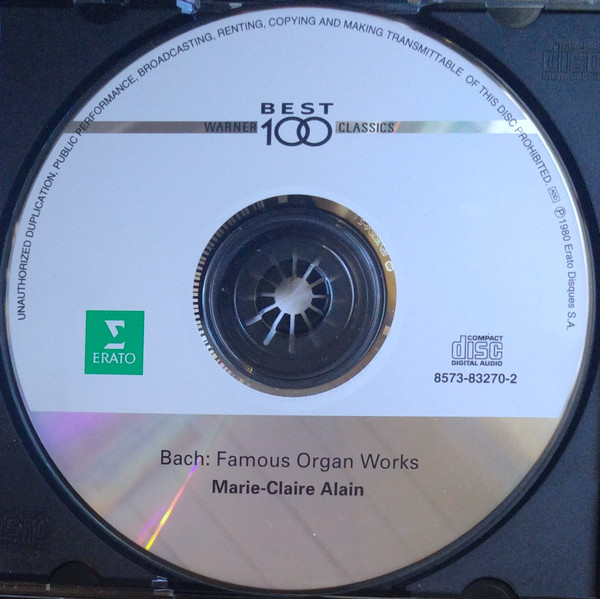 UNAUTHORIZED DUPLICATION, PUBLIC PERFORMANCE, BROADCASTING, RENTING, COPYING AND MAKING TRANSMITTABLE OF THIS DISC PROHIBITED.
℗ 1980 Erato Disques S.A.
BEST
WARNER 100 CLASSICS
Σ
ERATO
COMPACT
disc
DIGITAL AUDIO
8573-83270-2
Bach: Famous Organ Works
Marie-Claire Alain